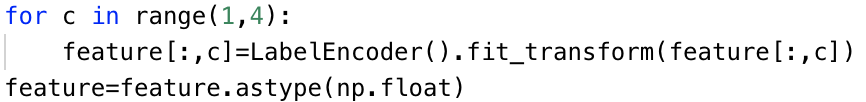 for c in range(1,4):
    feature[:,c]=LabelEncoder().fit_transform(feature[:,c])
feature=feature.astype(np.float)